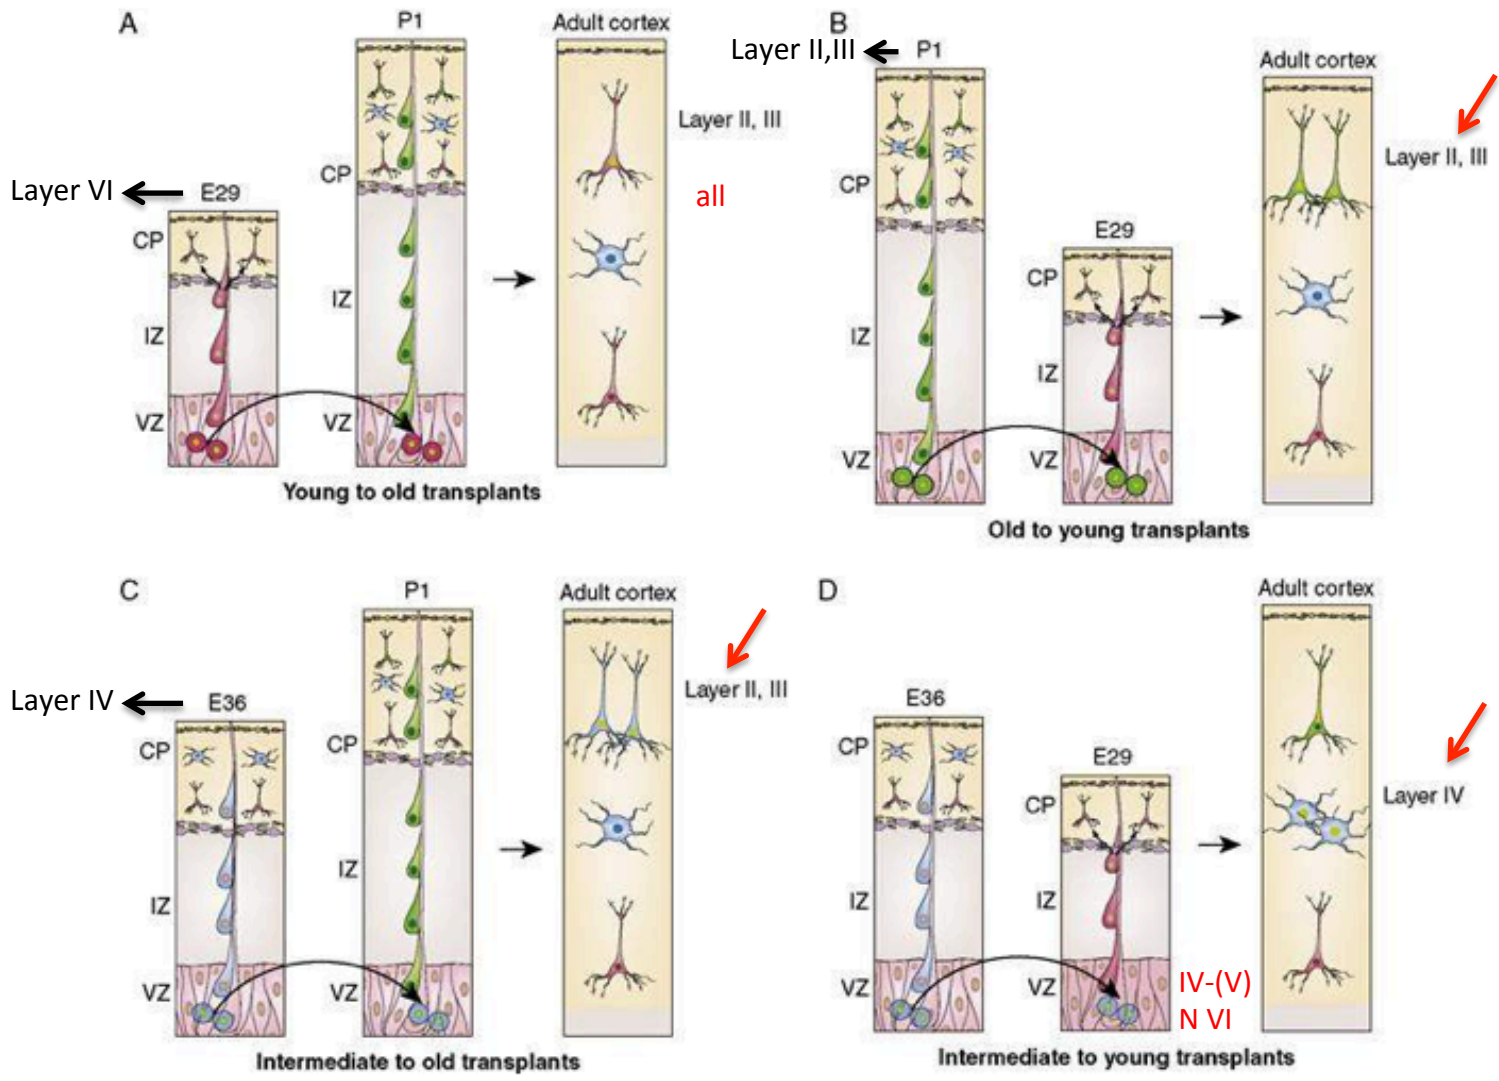 A
P1
Adult cortex
Layer II, III
CP
all
Layer VI
E29
CP
IZ
IZ
VZ
VZ
Young to old transplants
B
Layer II,III
P1
Adult cortex
Layer II, III
CP
E29
CP
IZ
IZ
VZ
VZ
Old to young transplants
C
P1
Adult cortex
Layer II, III
Layer IV
E36
CP
CP
IZ
IZ
VZ
VZ
Intermediate to old transplants
D
Adult cortex
E36
CP
E29
CP
Layer IV
IZ
IZ
VZ
VZ
IV-(V)
N VI
Intermediate to young transplants